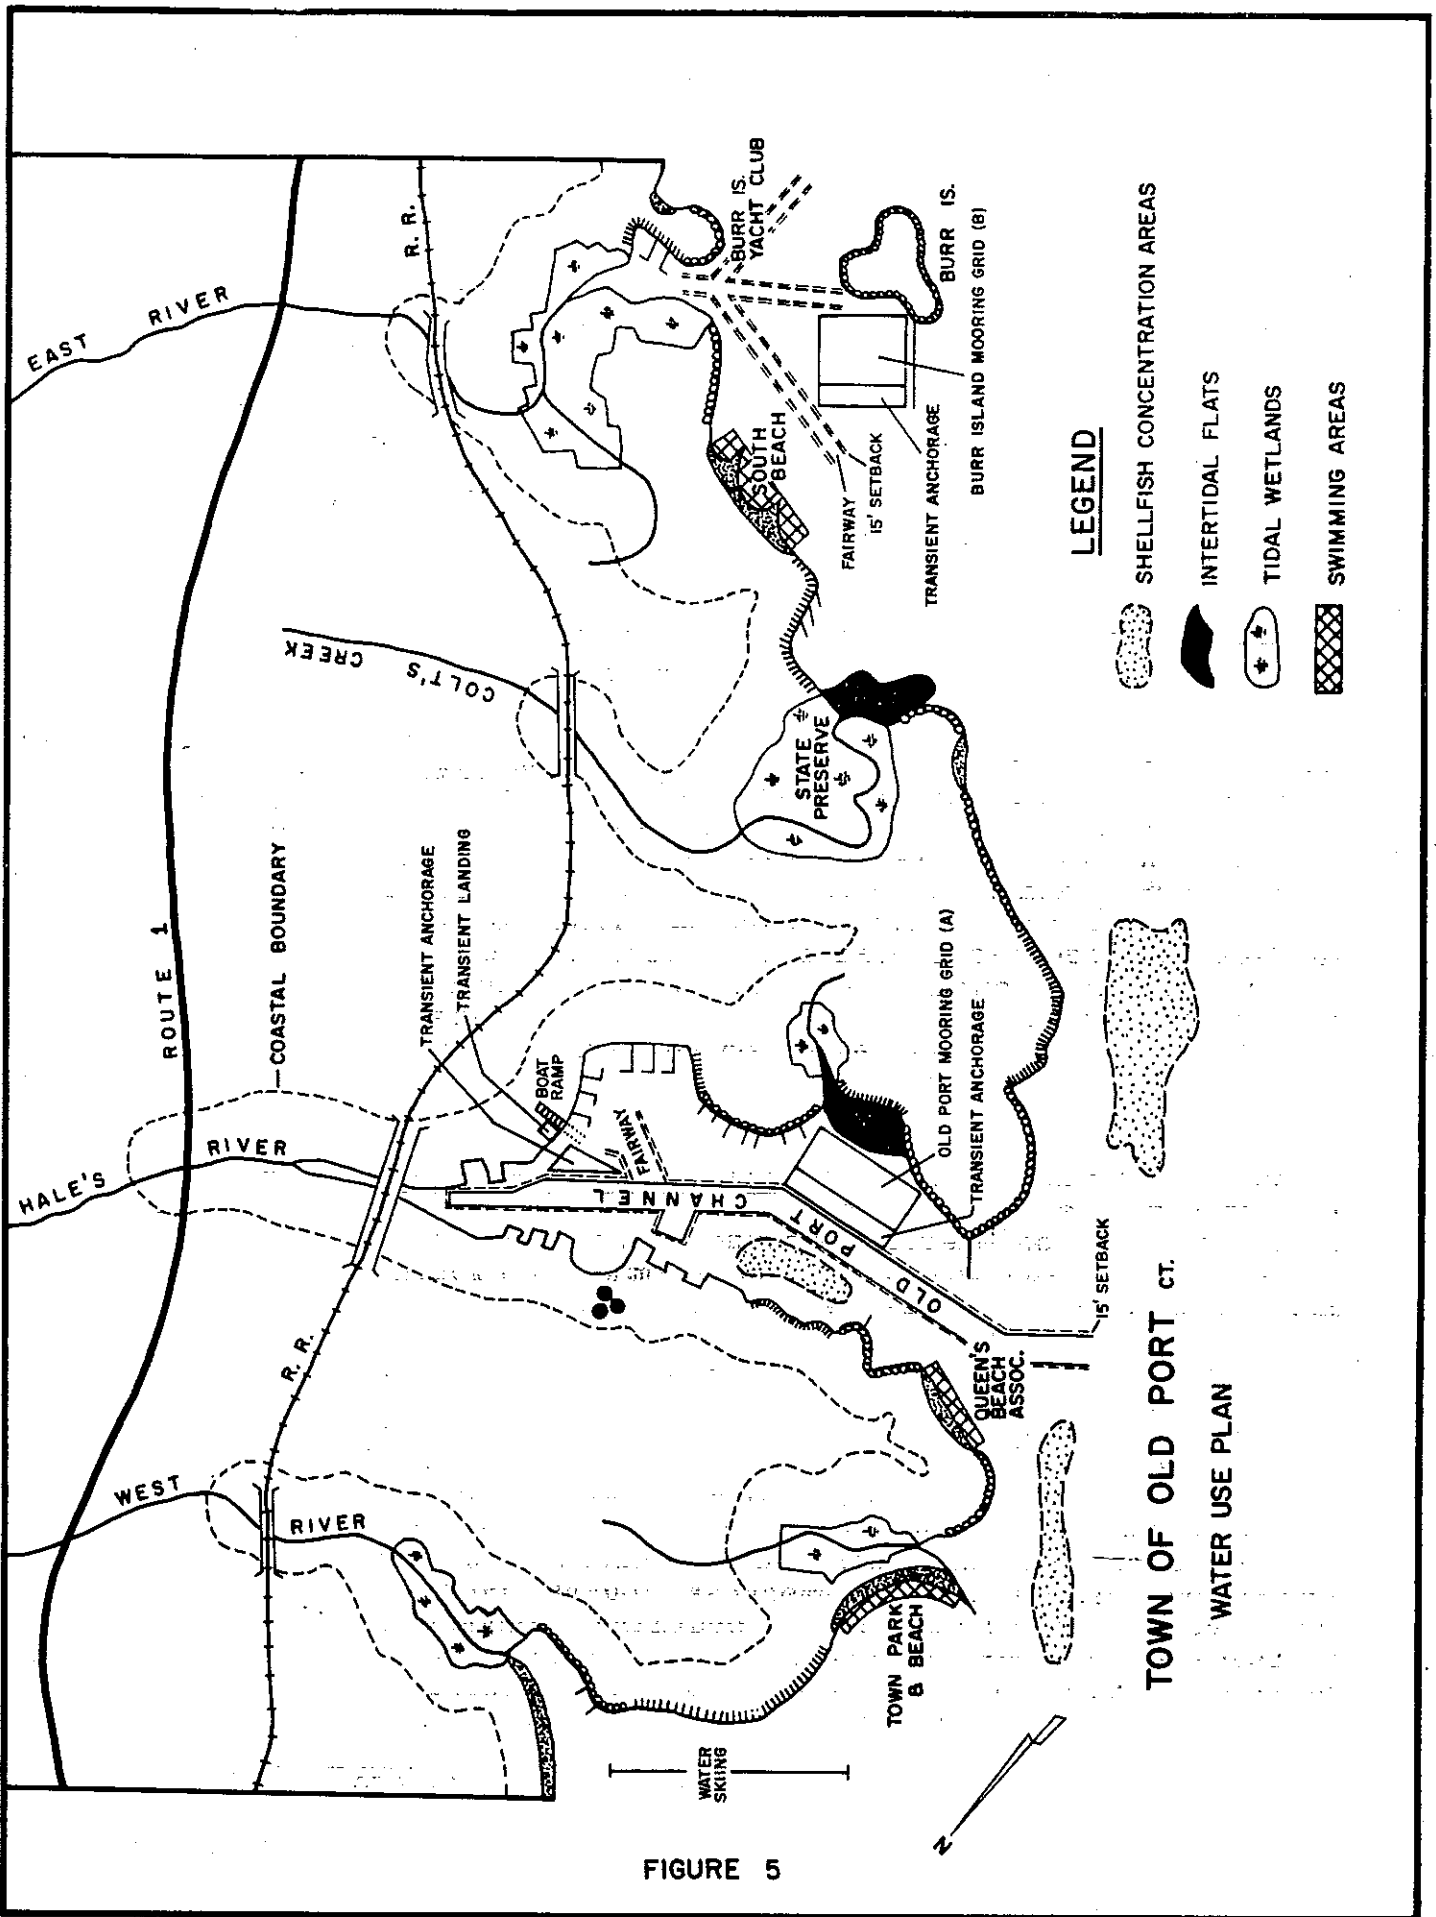 EAST RIVER
R. R.
COLT'S CREEK
ROUTE 1
COASTAL BOUNDARY
HALE'S RIVER
R. R.
WEST RIVER
TRANSIENT ANCHORAGE
TRANSIENT LANDING
BOAT
RAMP
FAIRWAY
OLD PORT CHANNEL
STATE
PRESERVE
SOUTH
BEACH
BURR IS.
YACHT CLUB
BURR IS.
FAIRWAY
15' SETBACK
TRANSIENT ANCHORAGE
BURR ISLAND MOORING GRID (B)
OLD PORT MOORING GRID (A)
TRANSIENT ANCHORAGE
15' SETBACK
QUEEN'S
BEACH
ASSOC.
TOWN PARK
& BEACH
WATER
SKIING
LEGEND
SHELLFISH CONCENTRATION AREAS
INTERTIDAL FLATS
TIDAL WETLANDS
SWIMMING AREAS
TOWN OF OLD PORT CT.
WATER USE PLAN
N
FIGURE 5